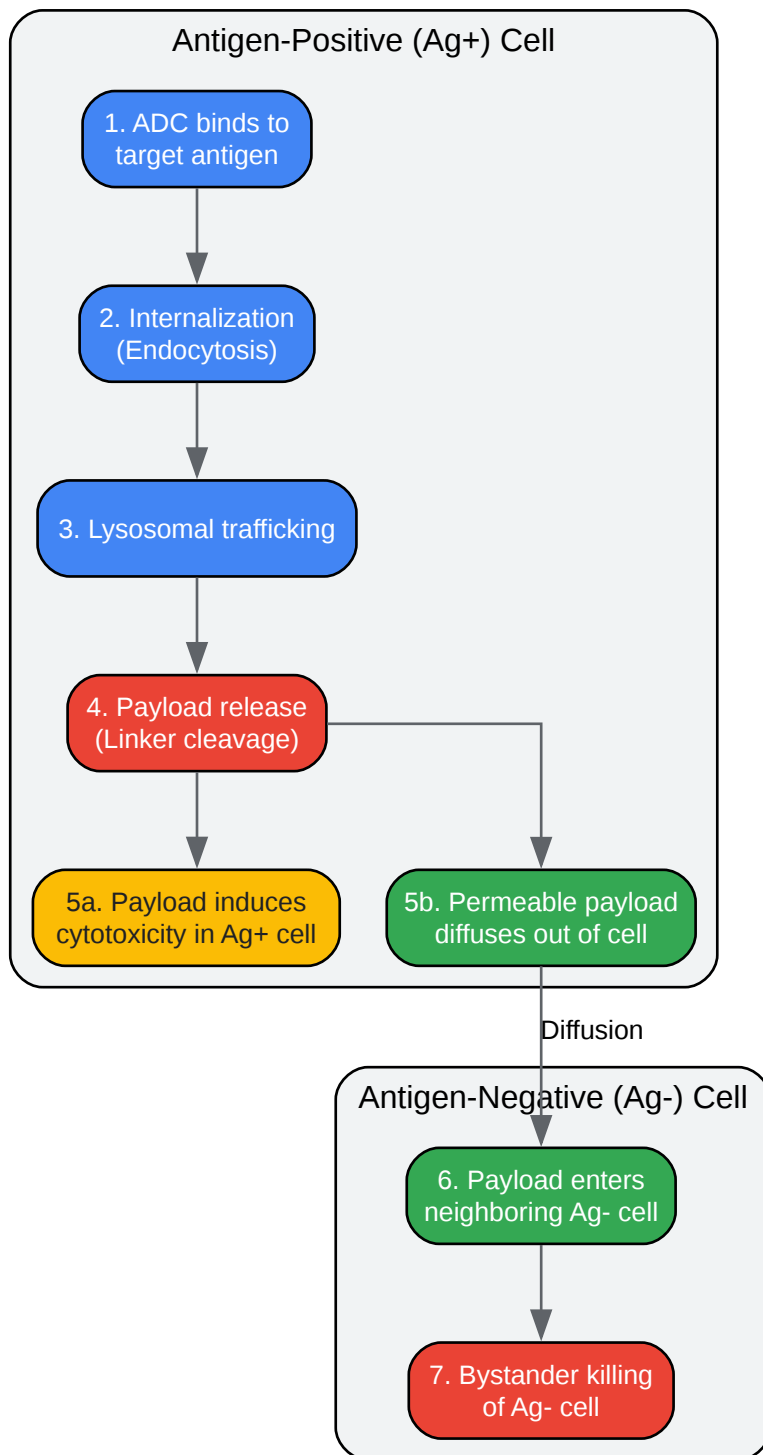 Antigen-Positive (Ag+) Cell
1. ADC binds to
target antigen
2. Internalization
(Endocytosis)
3. Lysosomal trafficking
4. Payload release
(Linker cleavage)
5a. Payload induces
cytotoxicity in Ag+ cell
5b. Permeable payload
diffuses out of cell
Diffusion
Antigen-Negative (Ag-) Cell
6. Payload enters
neighboring Ag- cell
7. Bystander killing
of Ag- cell